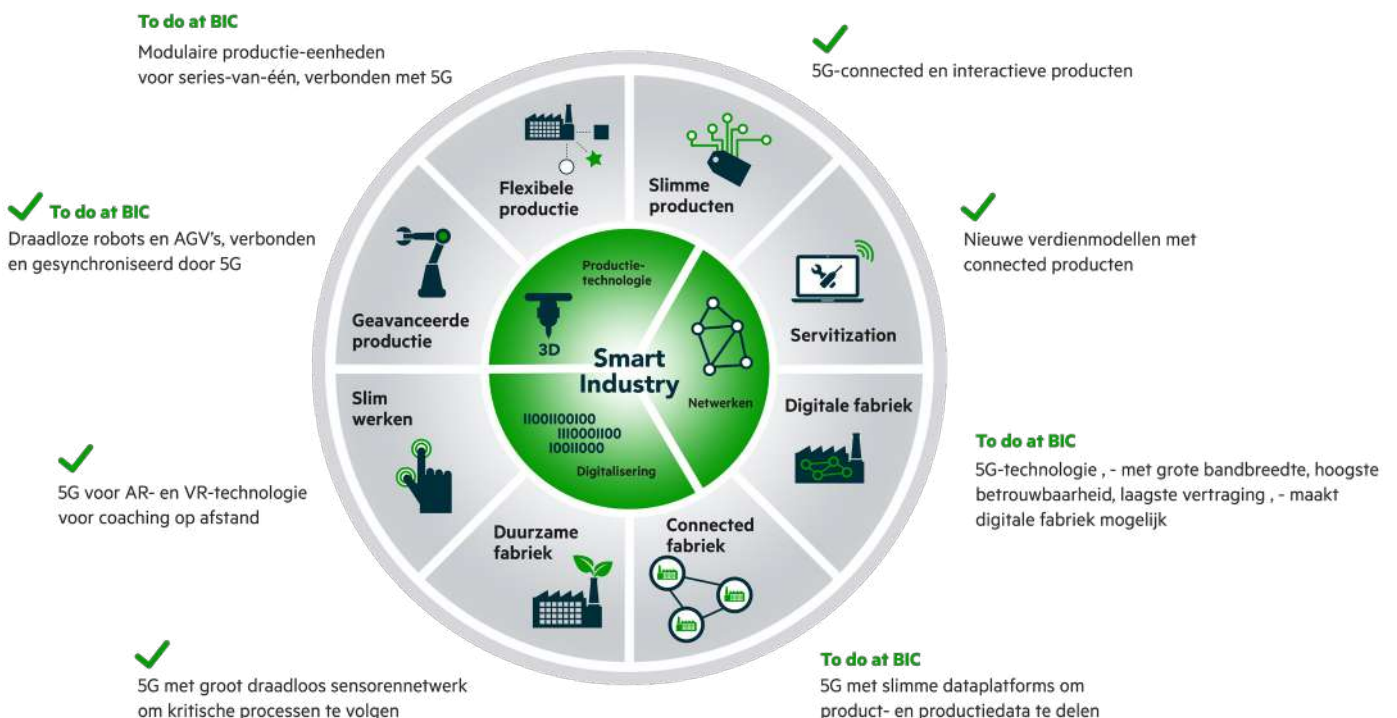 To do at BIC
Modulaire productie-eenheden
voor series-van-één, verbonden met 5G
5G-connected en interactieve producten
To do at BIC
Draadloze robots en AGV's, verbonden
en gesynchroniseerd door 5G
Nieuwe verdienmodellen met
connected producten
Flexibele
productie
Slimme
producten
Geavanceerde
productie
Servitization
Productie-
technologie
3D
Smart
Industry
Netwerken
11001100100
1110001100
10011000
Digitalisering
Slim
werken
Digitale fabriek
Duurzame
fabriek
Connected
fabriek
5G voor AR- en VR-technologie
voor coaching op afstand
To do at BIC
5G-technologie , - met grote bandbreedte, hoogste
betrouwbaarheid, laagste vertraging , - maakt
digitale fabriek mogelijk
5G met groot draadloos sensorennetwerk
om kritische processen te volgen
To do at BIC
5G met slimme dataplatforms om
product- en productiedata te delen